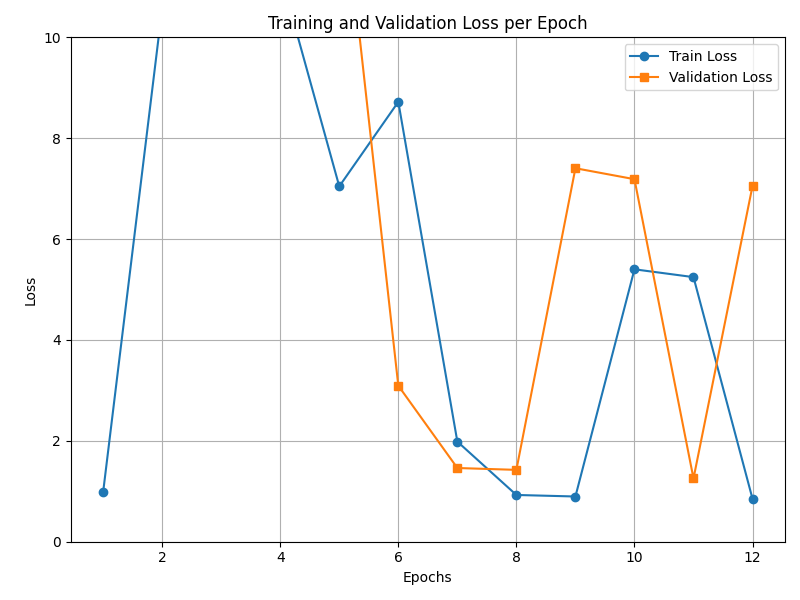 Training and Validation Loss per Epoch
Train Loss
Validation Loss
Loss
10
8
6
4
2
0
2 4 6 8 10 12
Epochs